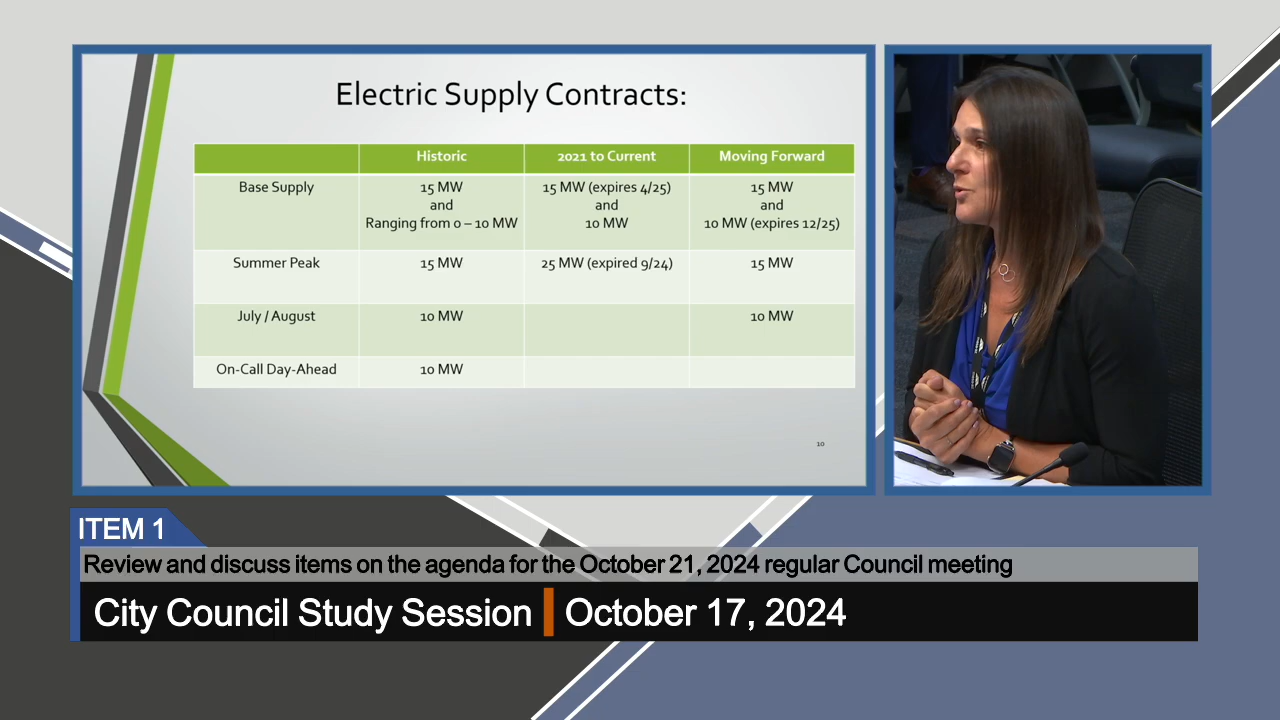 Electric Supply Contracts:
Historic 2021 to Current Moving Forward
Base Supply 15 MW 15 MW (expires 4/25) 15 MW
and and and
Ranging from 0 – 10 MW 10 MW 10 MW (expires 12/25)
Summer Peak 15 MW 25 MW (expired 9/24) 15 MW
July / August 10 MW 10 MW
On-Call Day-Ahead 10 MW
10
ITEM 1
Review and discuss items on the agenda for the October 21, 2024 regular Council meeting
City Council Study Session October 17, 2024